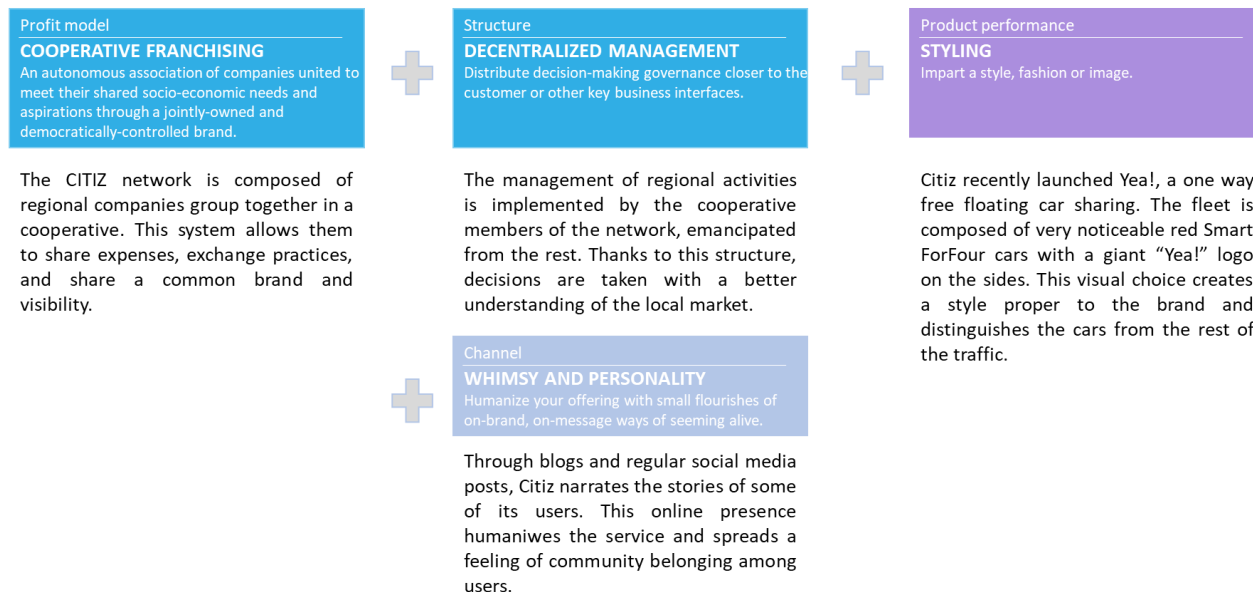 Profit model
COOPERATIVE FRANCHISING
An autonomous association of companies united to
meet their shared socio-economic needs and
aspirations through a jointly-owned and
democratically-controlled brand.
The CITIZ network is composed of
regional companies group together in a
cooperative. This system allows them
to share expenses, exchange practices,
and share a common brand and
visibility.
Structure
DECENTRALIZED MANAGEMENT
Distribute decision-making governance closer to the
customer or other key business interfaces.
The management of regional activities
is implemented by the cooperative
members of the network, emancipated
from the rest. Thanks to this structure,
decisions are taken with a better
understanding of the local market.
Product performance
STYLING
Impart a style, fashion or image.
Citiz recently launched Yea!, a one way
free floating car sharing. The fleet is
composed of very noticeable red Smart
ForFour cars with a giant “Yea!” logo
on the sides. This visual choice creates
a style proper to the brand and
distinguishes the cars from the rest of
the traffic.
Channel
WHIMSY AND PERSONALITY
Humanize your offering with small flourishes of
on-brand, on-message ways of seeming alive.
Through blogs and regular social media
posts, Citiz narrates the stories of some
of its users. This online presence
humaniwes the service and spreads a
feeling of community belonging among
users.